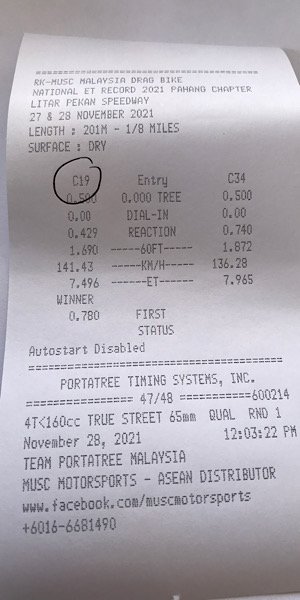 ===================================
RK-MUSC MALAYSIA DRAG BIKE
NATIONAL ET RECORD 2021 PAHANG CHAPTER
LITAR PEKAN SPEEDWAY
27 & 28 NOVEMBER 2021
LENGTH : 201M - 1/8 MILES
SURFACE : DRY
C19 Entry C34
0.500 0.000 TREE 0.500
0.00 DIAL-IN 0.00
0.429 REACTION 0.740
1.690 -----60FT----- 1.872
141.43 -----KM/H----- 136.28
7.496 ------ET------ 7.965
WINNER
0.780 FIRST
STATUS
Autostart Disabled
===================================
PORTATREE TIMING SYSTEMS, INC.
=============== 47/48 ===========600214
4T<160cc TRUE STREET 65mm QUAL RND 1
November 28, 2021 12:03:22 PM
TEAM PORTATREE MALAYSIA
MUSC MOTORSPORTS - ASEAN DISTRIBUTOR
www.facebook.com/muscmotorsports
+6016-6681490